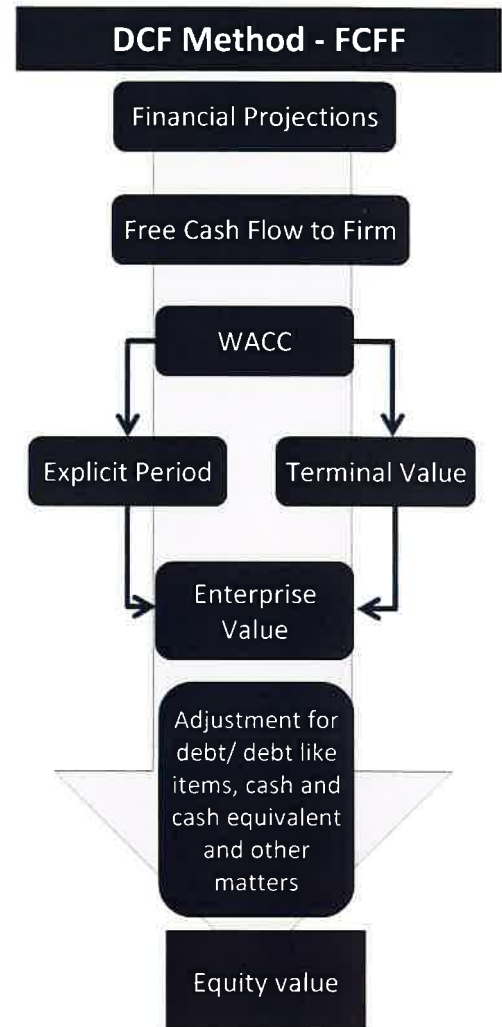 DCF Method - FCFF
Financial Projections
Free Cash Flow to Firm
WACC
Explicit Period
Terminal Value
Enterprise
Value
Adjustment for
debt/ debt like
items, cash and
cash equivalent
and other
matters
Equity value